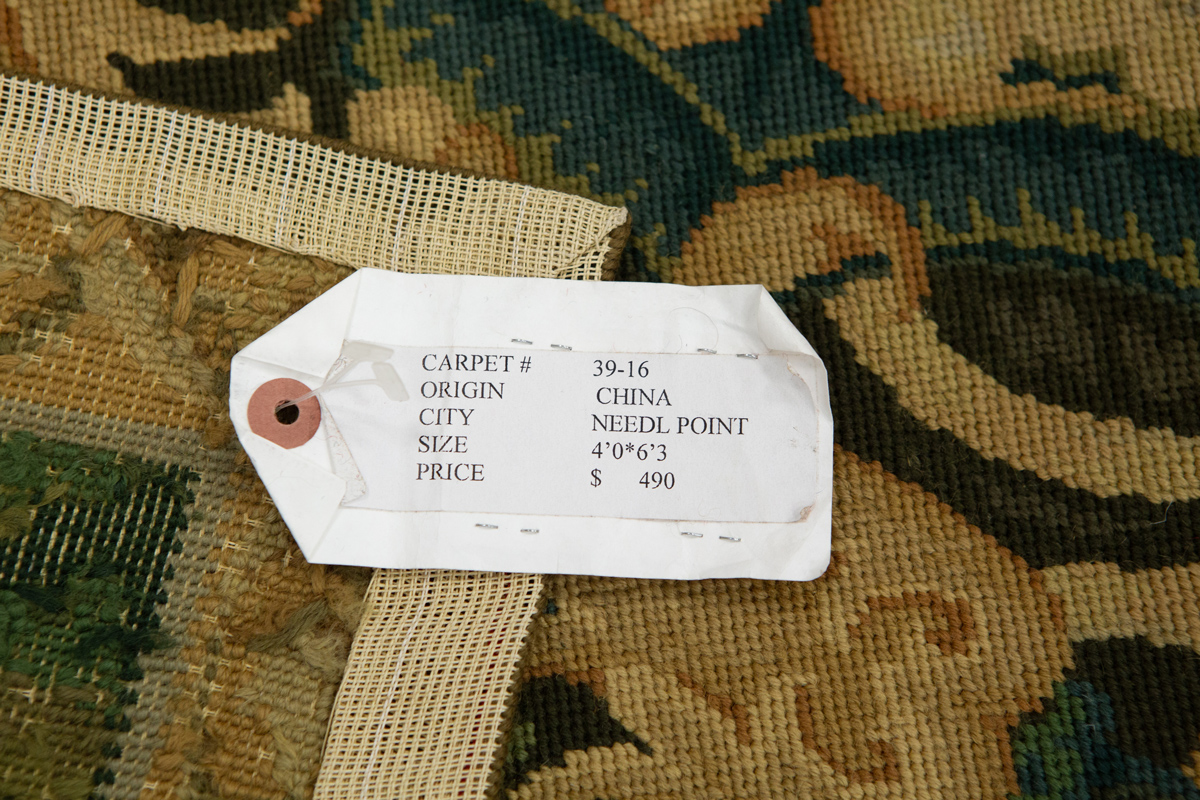 CARPET # 39-16
ORIGIN CHINA
CITY NEEDL POINT
SIZE 4'0*6'3
PRICE $ 490